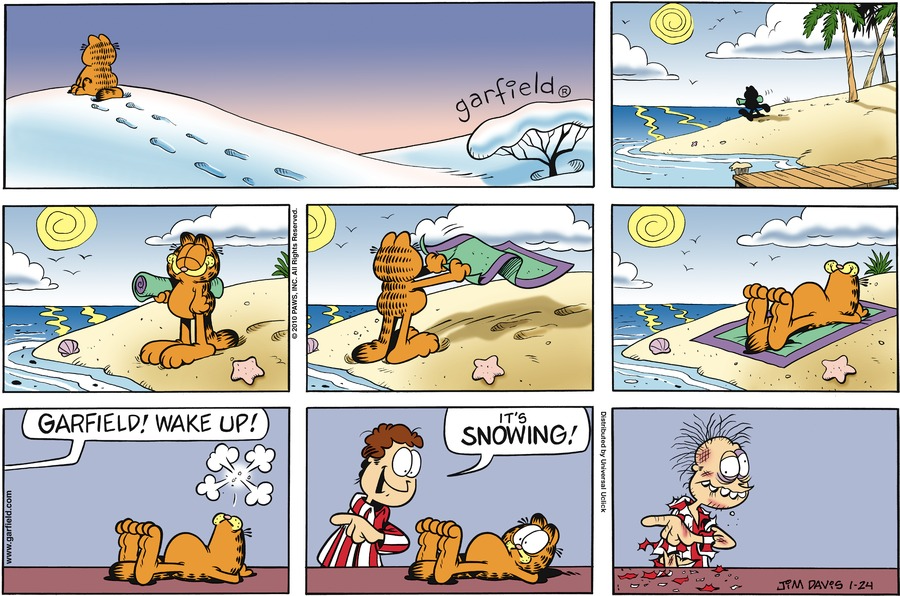 garfield®
© 2010 PAWS, INC. All Rights Reserved.
GARFIELD! WAKE UP!
www.garfield.com
IT'S
SNOWING!
Distributed by Universal Uclick
JIM DAVIS 1-24